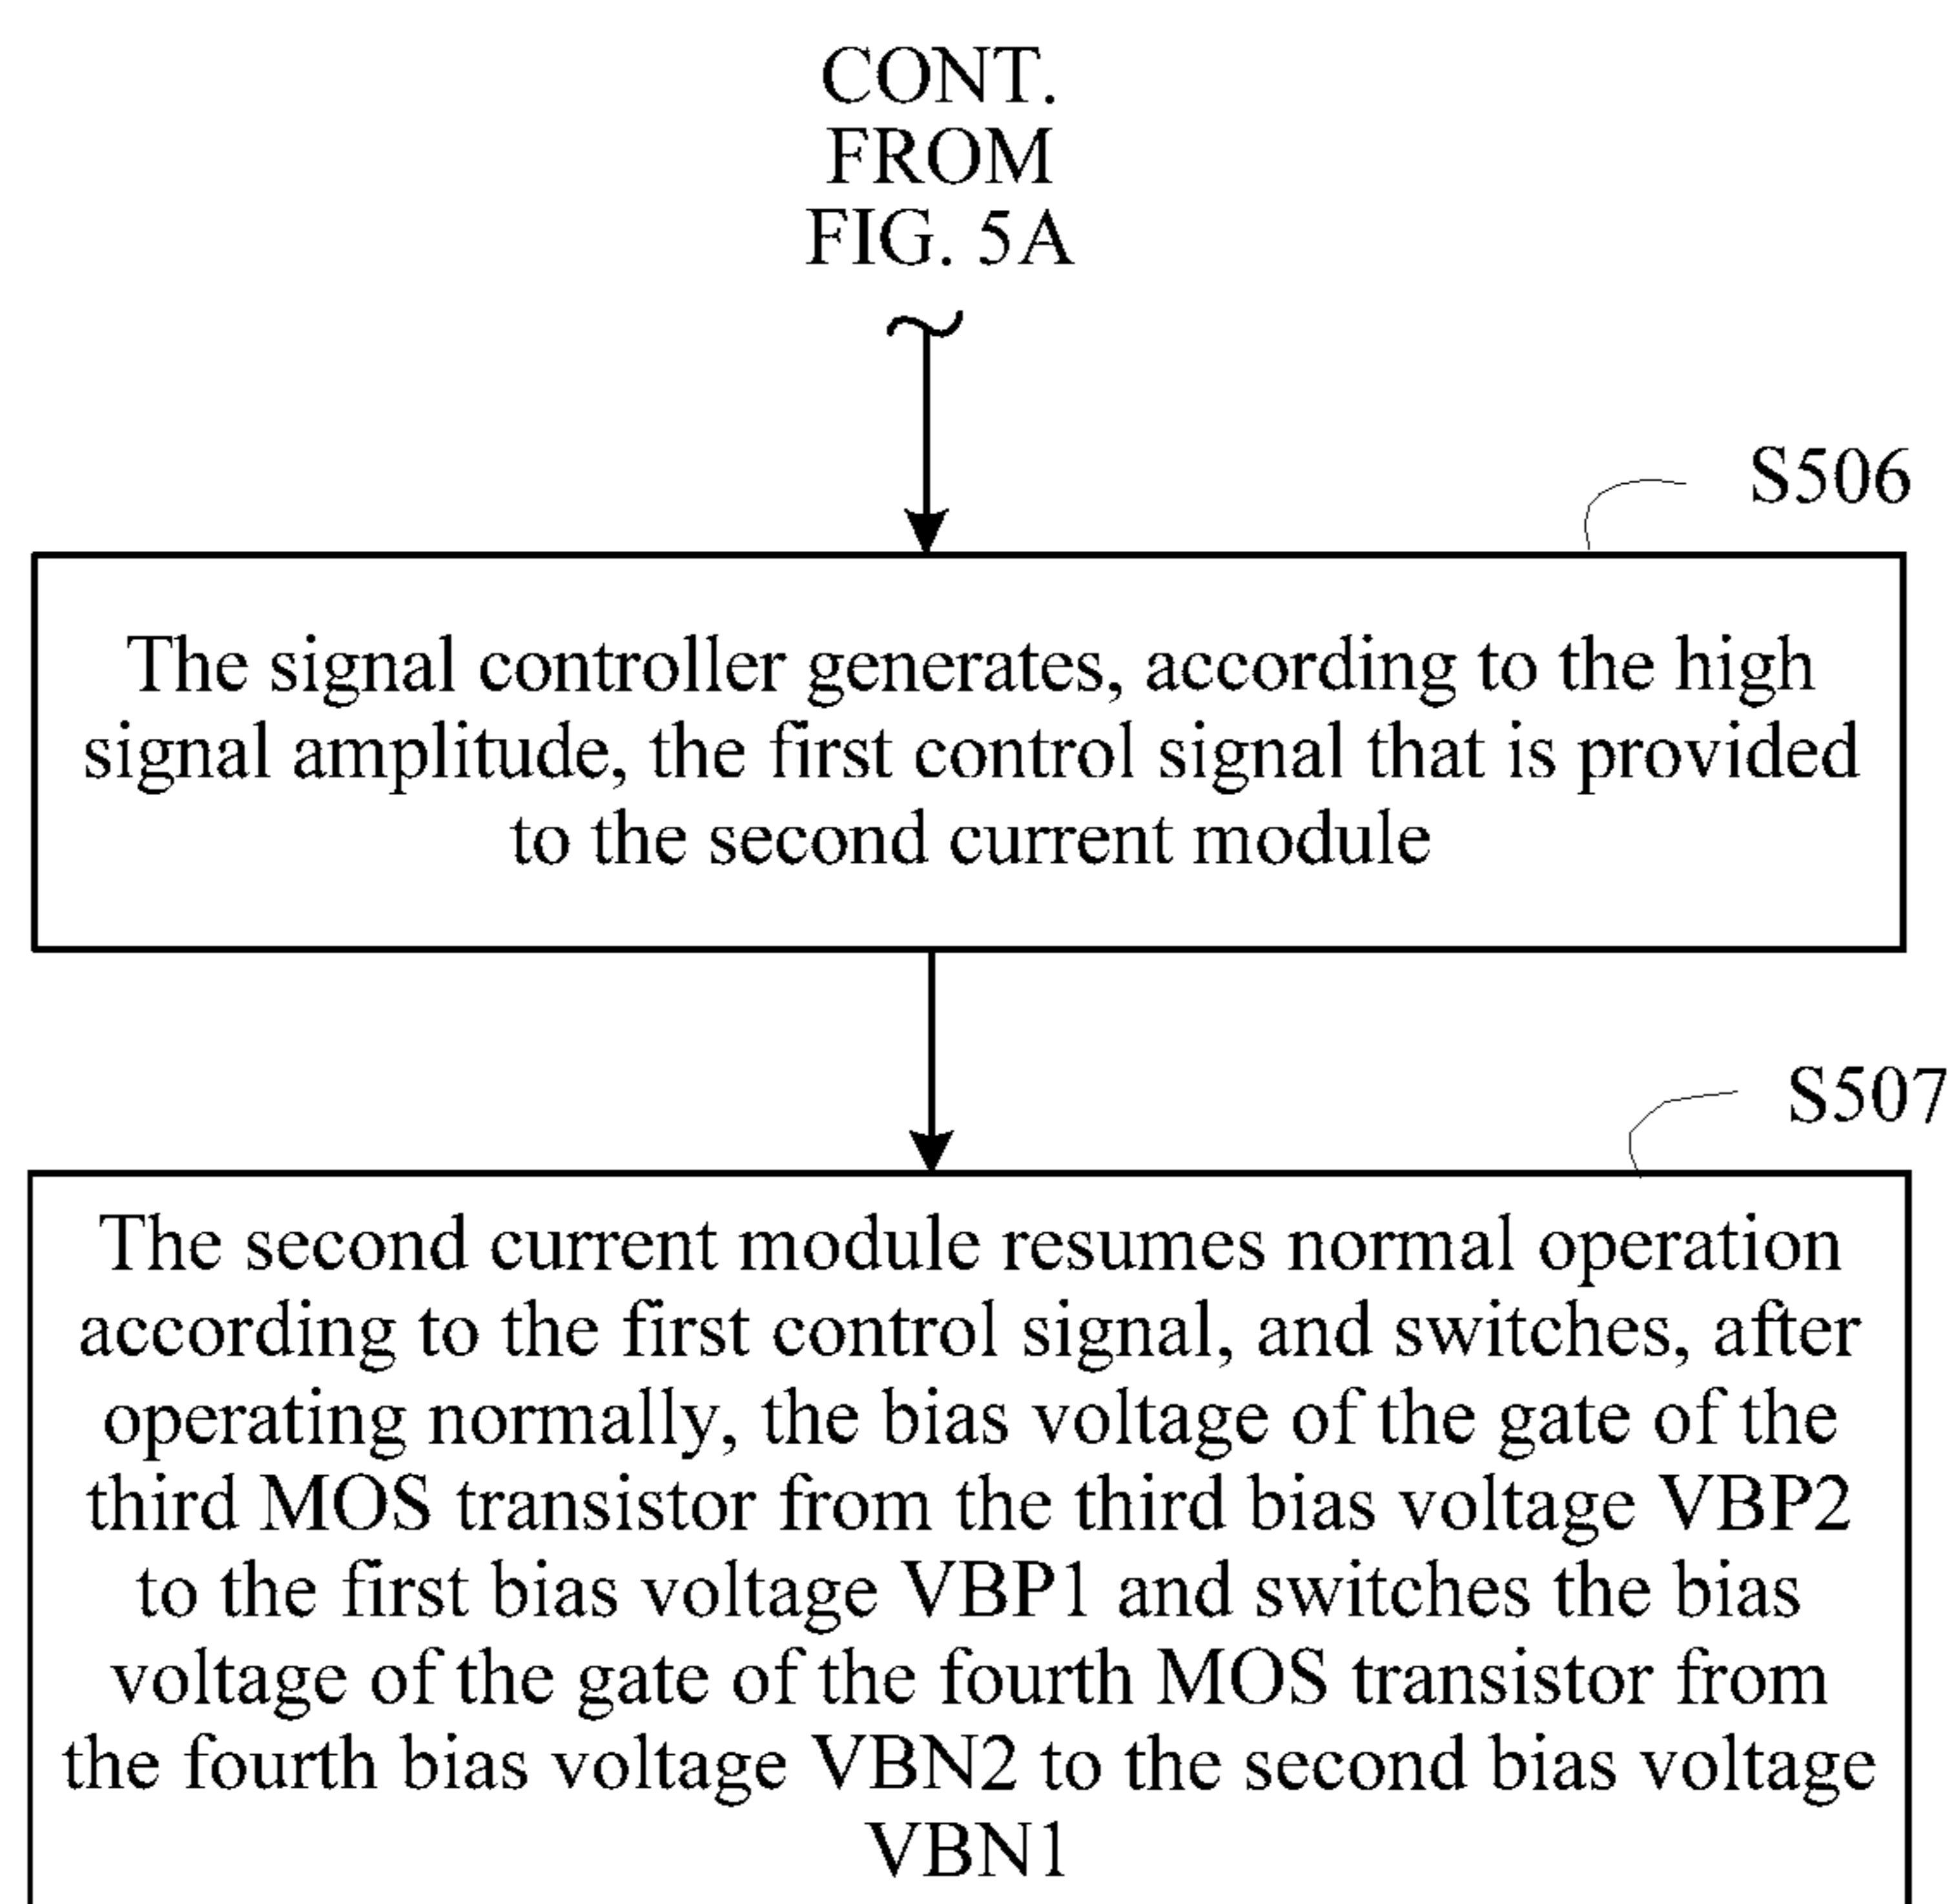 CONT.
FROM
FIG. 5A
S506
The signal controller generates, according to the high
signal amplitude, the first control signal that is provided
to the second current module
S507
The second current module resumes normal operation
according to the first control signal, and switches, after
operating normally, the bias voltage of the gate of the
third MOS transistor from the third bias voltage VBP2
to the first bias voltage VBP1 and switches the bias
voltage of the gate of the fourth MOS transistor from
the fourth bias voltage VBN2 to the second bias voltage
VBN1